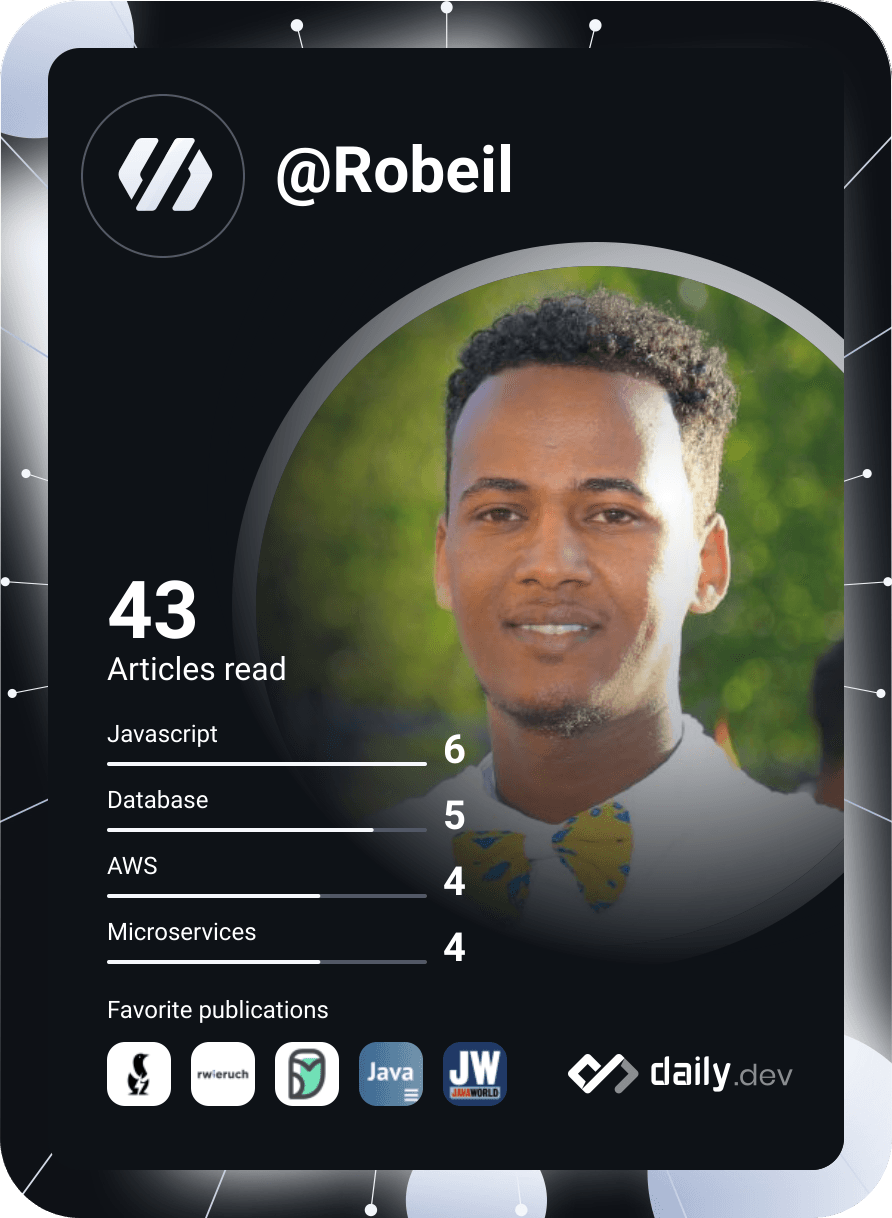 @Robeil
43
Articles read
Javascript 6
Database 5
AWS 4
Microservices 4
Favorite publications
rwieruch
Java
JW
JAVAWORLD
daily.dev